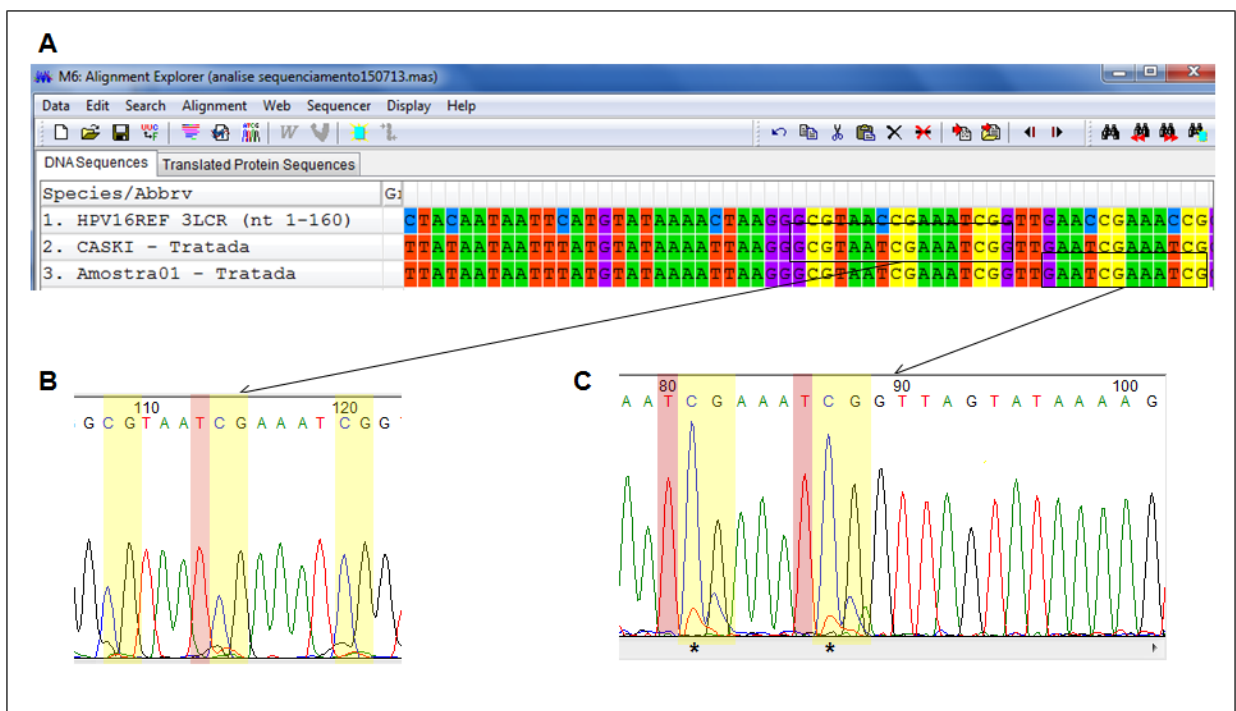 A
M6: Alignment Explorer (analise sequenciamento150713.mas)
Data Edit Search Alignment Web Sequencer Display Help
W
DNA Sequences Translated Protein Sequences
Species/Abbrv
1. HPV16REF 3LCR (nt 1-160) CTACAATAATTCATGTATAAAACTAAGGGCGTAACCGAAATCGGTTGAACCGAAACCG
2. CASKI - Tratada TTATAATAATTTATGTATAAAATTAAGGGCGTAATCGAAATCGGTTGAATCGAAATCG
3. Amostra01 - Tratada TTATAATAATTTATGTATAAAATTAAGGGCGTAATCGAAATCGGTTGAATCGAAATCG
B
110 120
G C G T A A T C G A A A T C G G
C
80 90 100
A A T C G A A A T C G G T T A G T A T A A A A G
* *